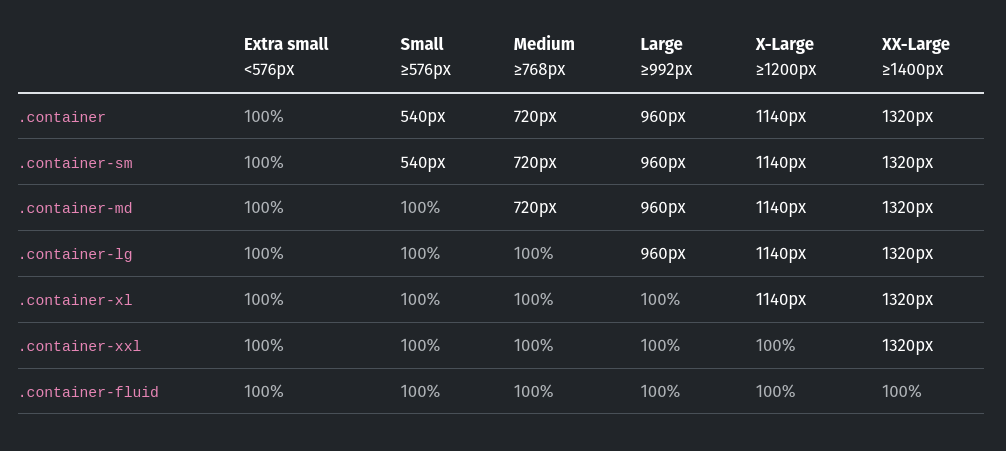 Extra small Small Medium Large X-Large XX-Large
<576px ≥576px ≥768px ≥992px ≥1200px ≥1400px
.container 100% 540px 720px 960px 1140px 1320px
.container-sm 100% 540px 720px 960px 1140px 1320px
.container-md 100% 100% 720px 960px 1140px 1320px
.container-lg 100% 100% 100% 960px 1140px 1320px
.container-xl 100% 100% 100% 100% 1140px 1320px
.container-xxl 100% 100% 100% 100% 100% 1320px
.container-fluid 100% 100% 100% 100% 100% 100%